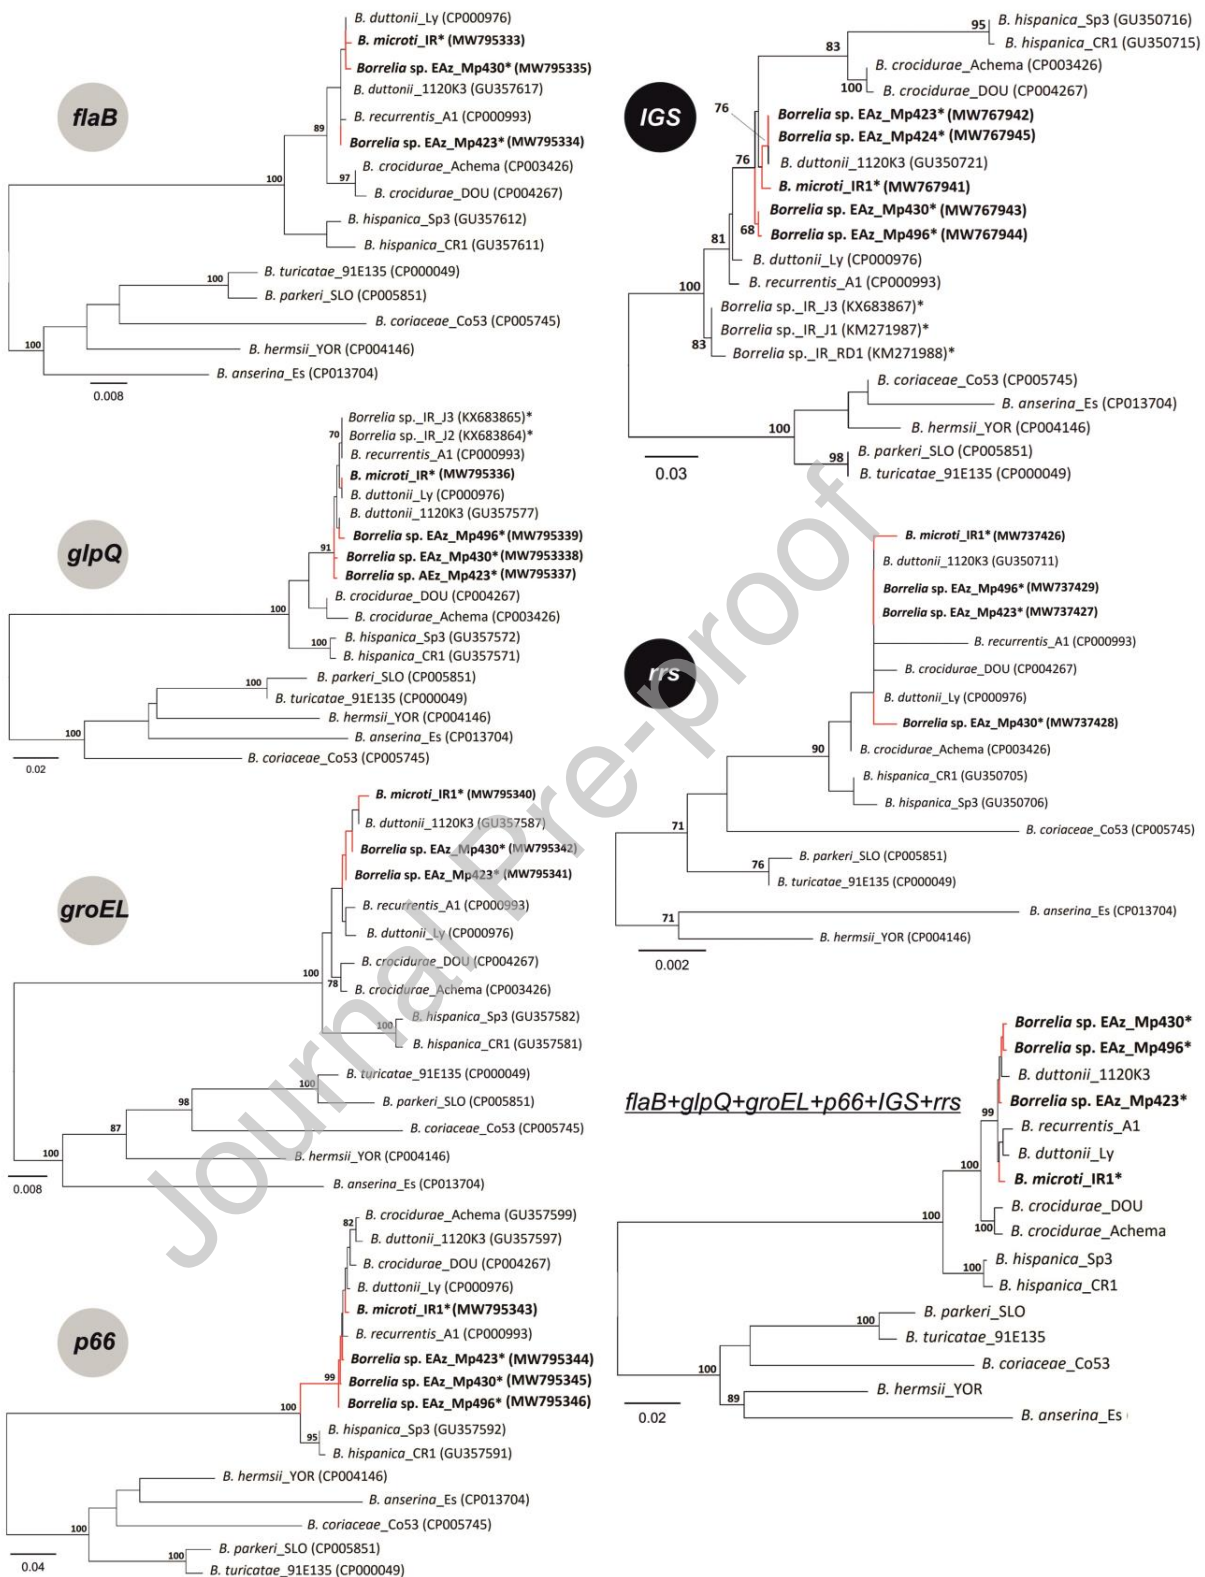 B. duttonii_Ly (CP000976)
B. microti_IR* (MW795333)
Borrelia sp. EAz_Mp430* (MW795335)
flaB
B. duttonii_1120K3 (GU357617)
B. recurrentis_A1 (CP000993)
89
Borrelia sp. EAz_Mp423* (MW795334)
B. crocidurae_Achema (CP003426)
100
97
B. crocidurae_DOU (CP004267)
B. hispanica_Sp3 (GU357612)
B. hispanica_CR1 (GU357611)
B. turicatae_91E135 (CP000049)
100
B. parkeri_SLO (CP005851)
B. coriaceae_Co53 (CP005745)
100
B. hermsii_YOR (CP004146)
B. anserina_Es (CP013704)
0.008
Borrelia sp._IR_J3 (KX683865)*
70
Borrelia sp._IR_J2 (KX683864)*
B. recurrentis_A1 (CP000993)
B. microti_IR* (MW795336)
B. duttonii_Ly (CP000976)
B. duttonii_1120K3 (GU357577)
glpQ
Borrelia sp. EAz_Mp496* (MW795339)
91
Borrelia sp. EAz_Mp430* (MW7953338)
Borrelia sp. AEz_Mp423* (MW795337)
B. crocidurae_DOU (CP004267)
100
B. crocidurae_Achema (CP003426)
B. hispanica_Sp3 (GU357572)
100
B. hispanica_CR1 (GU357571)
B. parkeri_SLO (CP005851)
100
B. turicatae_91E135 (CP000049)
B. hermsii_YOR (CP004146)
100
B. anserina_Es (CP013704)
B. coriaceae_Co53 (CP005745)
0.02
B. microti_IR1* (MW795340)
B. duttonii_1120K3 (GU357587)
Borrelia sp. EAz_Mp430* (MW795342)
Borrelia sp. EAz_Mp423* (MW795341)
groEL
B. recurrentis_A1 (CP000993)
B. duttonii_Ly (CP000976)
B. crocidurae_DOU (CP004267)
100
78
B. crocidurae_Achema (CP003426)
B. hispanica_Sp3 (GU357582)
100
B. hispanica_CR1 (GU357581)
B. turicatae_91E135 (CP000049)
100
B. parkeri_SLO (CP005851)
98
B. coriaceae_Co53 (CP005745)
87
B. hermsii_YOR (CP004146)
100
B. anserina_Es (CP013704)
0.008
B. crocidurae_Achema (GU357599)
82
B. duttonii_1120K3 (GU357597)
B. crocidurae_DOU (CP004267)
B. duttonii_Ly (CP000976)
B. microti_IR1* (MW795343)
p66
B. recurrentis_A1 (CP000993)
Borrelia sp. EAz_Mp423* (MW795344)
99
Borrelia sp. EAz_Mp430* (MW795345)
Borrelia sp. EAz_Mp496* (MW795346)
100
B. hispanica_Sp3 (GU357592)
95
B. hispanica_CR1 (GU357591)
B. hermsii_YOR (CP004146)
B. anserina_Es (CP013704)
B. coriaceae_Co53 (CP005745)
100
B. parkeri_SLO (CP005851)
100
B. turicatae_91E135 (CP000049)
0.04
B. hispanica_Sp3 (GU350716)
95
B. hispanica_CR1 (GU350715)
83
B. crocidurae_Achema (CP003426)
100
B. crocidurae_DOU (CP004267)
IGS
76
Borrelia sp. EAz_Mp423* (MW767942)
Borrelia sp. EAz_Mp424* (MW767945)
76
B. duttonii_1120K3 (GU350721)
B. microti_IR1* (MW767941)
Borrelia sp. EAz_Mp430* (MW767943)
68
Borrelia sp. EAz_Mp496* (MW767944)
81
B. duttonii_Ly (CP000976)
B. recurrentis_A1 (CP000993)
100
Borrelia sp._IR_J3 (KX683867)*
Borrelia sp._IR_J1 (KM271987)*
83
Borrelia sp._IR_RD1 (KM271988)*
B. coriaceae_Co53 (CP005745)
B. anserina_Es (CP013704)
100
B. hermsii_YOR (CP004146)
B. parkeri_SLO (CP005851)
98
B. turicatae_91E135 (CP000049)
0.03
B. microti_IR1* (MW737426)
B. duttonii_1120K3 (GU350711)
Borrelia sp. EAz_Mp496* (MW737429)
Borrelia sp. EAz_Mp423* (MW737427)
B. recurrentis_A1 (CP000993)
rrs
B. crocidurae_DOU (CP004267)
B. duttonii_Ly (CP000976)
Borrelia sp. EAz_Mp430* (MW737428)
90
B. crocidurae_Achema (CP003426)
B. hispanica_CR1 (GU350705)
B. hispanica_Sp3 (GU350706)
71
B. coriaceae_Co53 (CP005745)
B. parkeri_SLO (CP005851)
76
B. turicatae_91E135 (CP000049)
71
B. anserina_Es (CP013704)
B. hermsii_YOR (CP004146)
0.002
Borrelia sp. EAz_Mp430*
Borrelia sp. EAz_Mp496*
B. duttonii_1120K3
flaB+glpQ+groEL+p66+IGS+rrs
Borrelia sp. EAz_Mp423*
99
B. recurrentis_A1
B. duttonii_Ly
100
B. microti_IR1*
B. crocidurae_DOU
100
100
B. crocidurae_Achema
B. hispanica_Sp3
100
B. hispanica_CR1
B. parkeri_SLO
100
B. turicatae_91E135
100
B. coriaceae_Co53
B. hermsii_YOR
89
B. anserina_Es
0.02
Journal Pre-proof